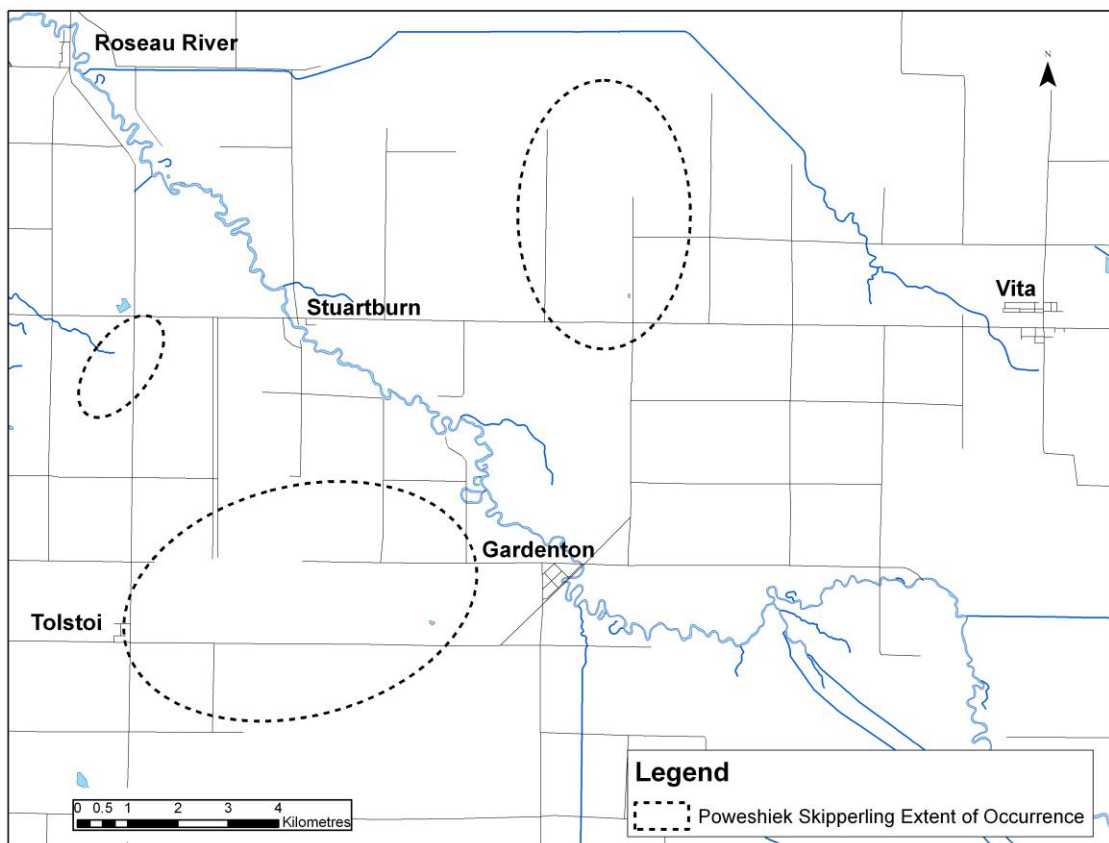 Roseau River
N
Vita
Stuartburn
Gardenton
Tolstoi
Legend
Poweshiek Skipperling Extent of Occurrence
0 0.5 1 2 3 4
Kilometres